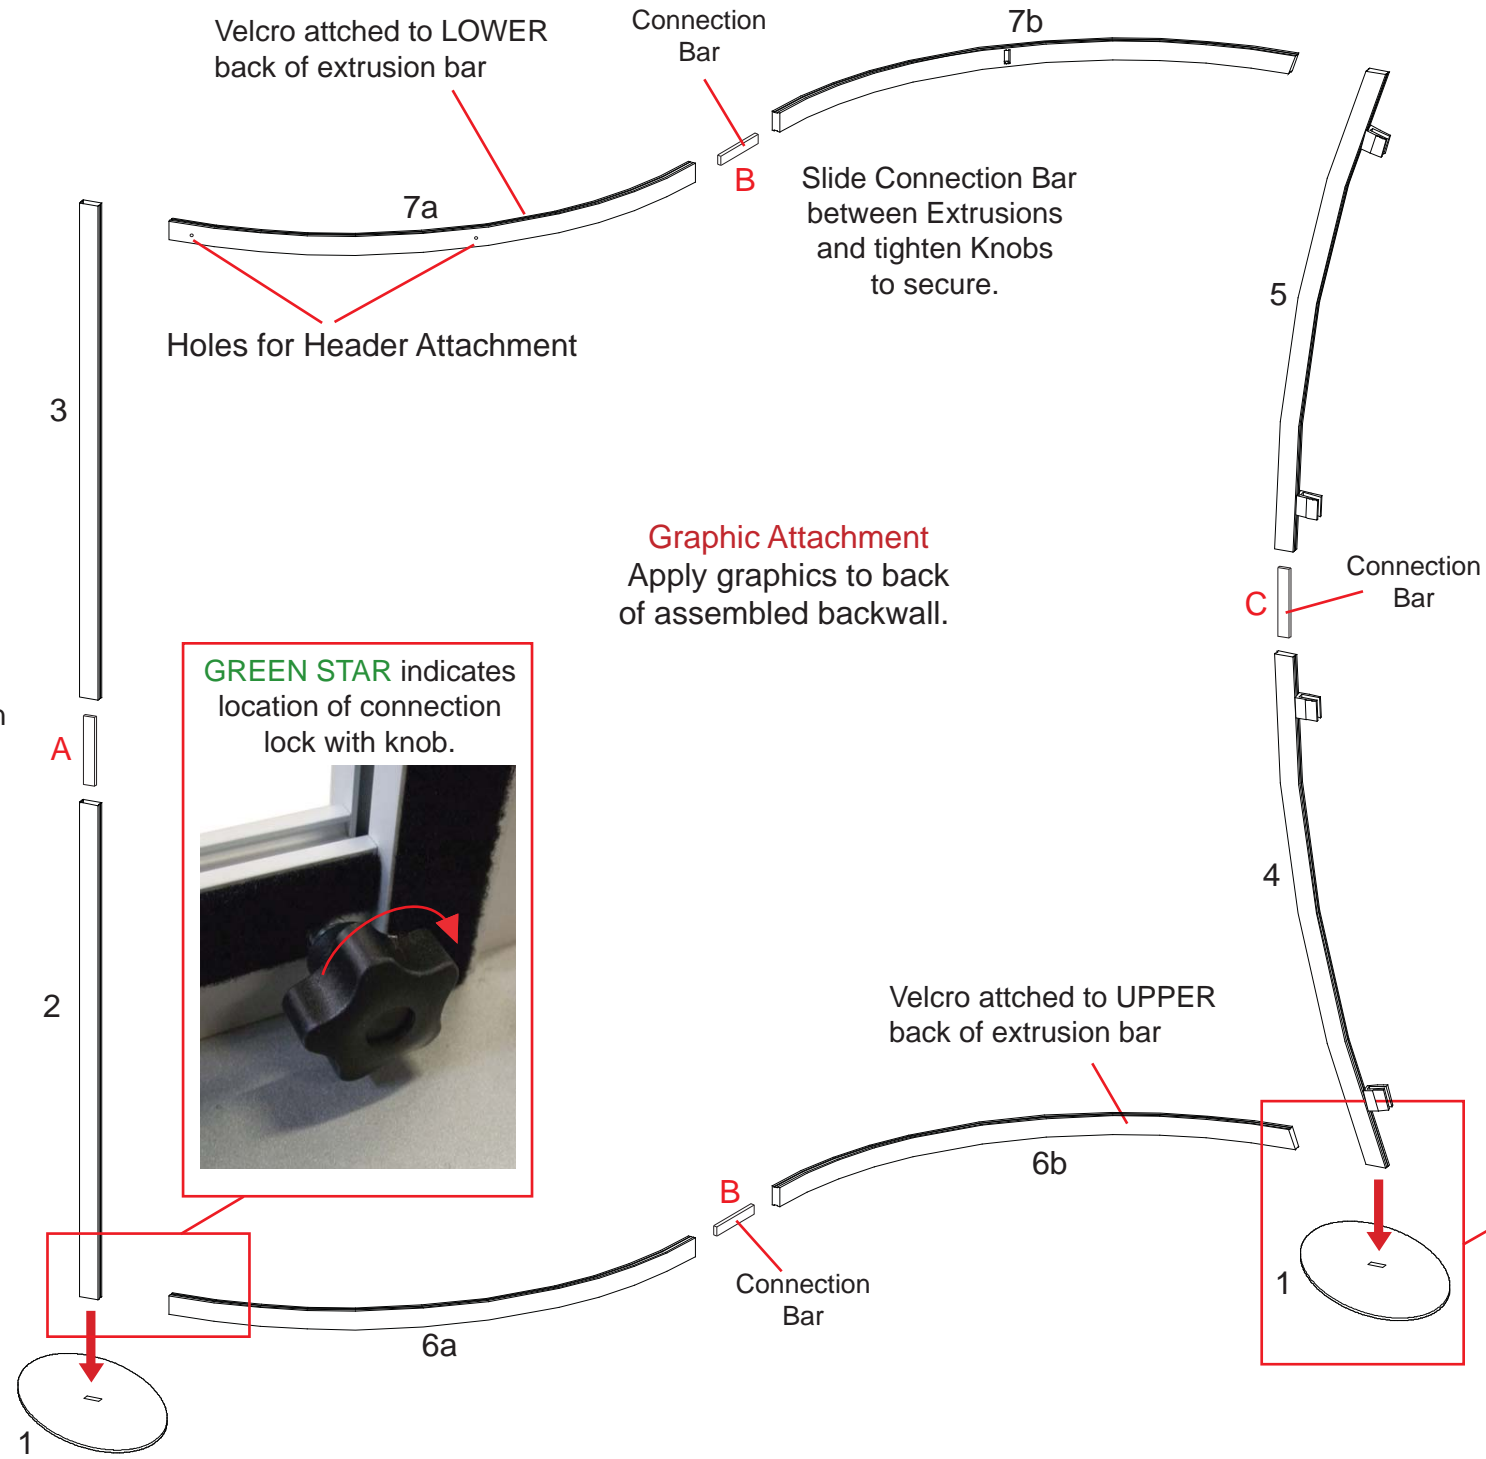 Velcro attched to LOWER
back of extrusion bar
Connection
Bar
7b
B
7a
Slide Connection Bar
between Extrusions
and tighten Knobs
to secure.
Holes for Header Attachment
3
5
Graphic Attachment
Apply graphics to back
of assembled backwall.
Connection
Bar
C
GREEN STAR indicates
location of connection
lock with knob.
n
A
4
2
Velcro attched to UPPER
back of extrusion bar
6b
B
Connection
Bar
6a
1
1